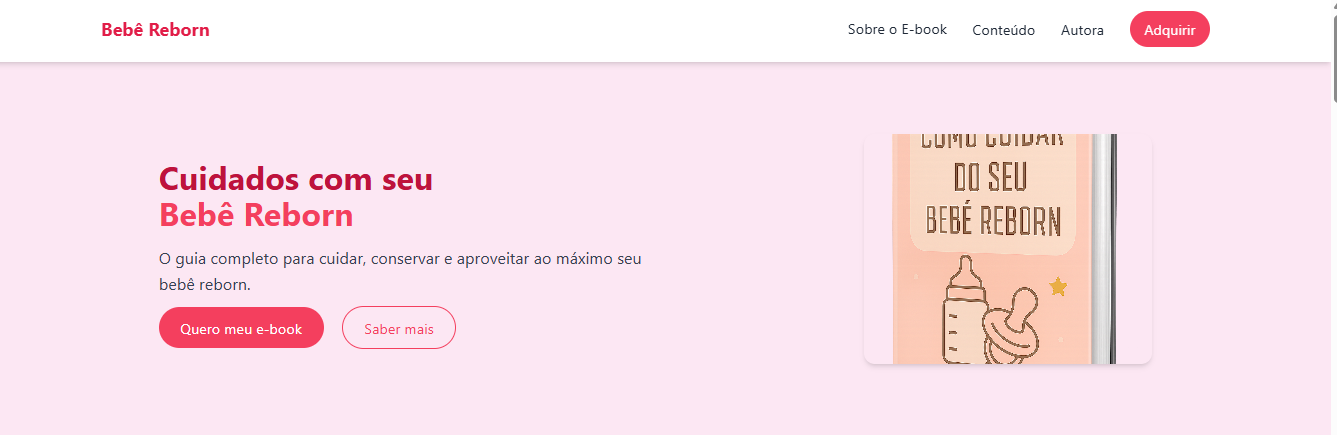 Bebê Reborn
Sobre o E-book
Conteúdo
Autora
Adquirir
Cuidados com seu
Bebê Reborn
O guia completo para cuidar, conservar e aproveitar ao máximo seu
bebê reborn.
Quero meu e-book
Saber mais
COMO CUIDAR
DO SEU
BEBÉ REBORN